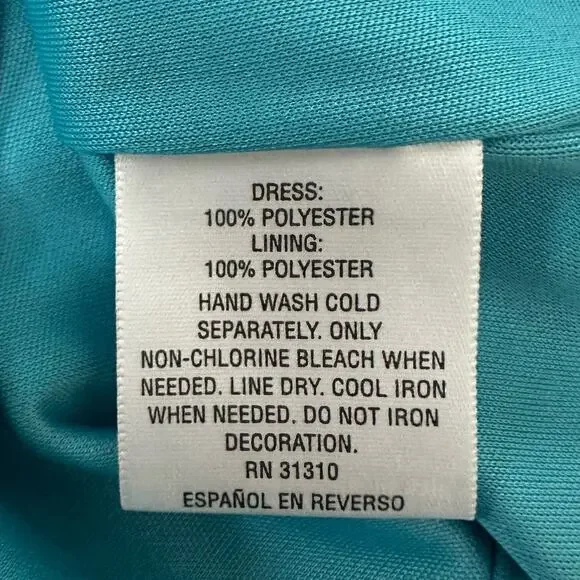 DRESS:
100% POLYESTER
LINING:
100% POLYESTER
HAND WASH COLD
SEPARATELY. ONLY
NON-CHLORINE BLEACH WHEN
NEEDED. LINE DRY. COOL IRON
WHEN NEEDED. DO NOT IRON
DECORATION.
RN 31310
ESPAÑOL EN REVERSO